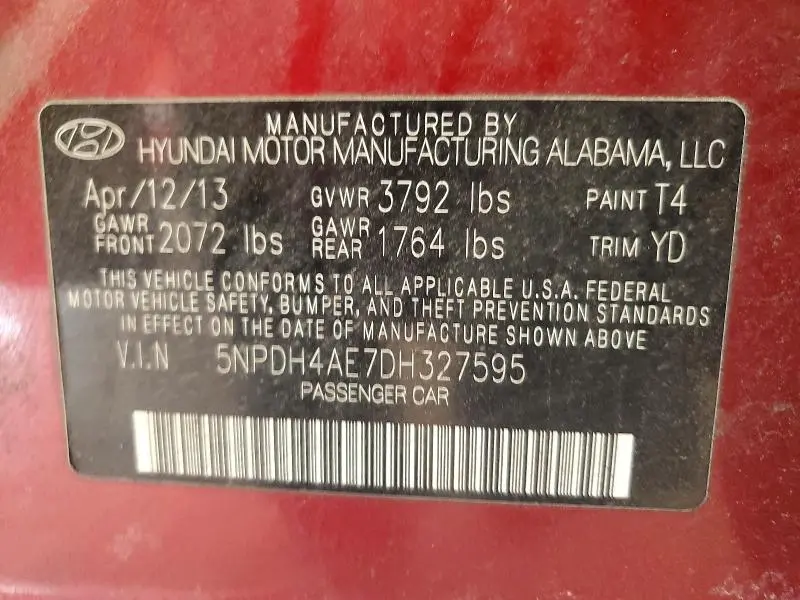 MANUFACTURED BY
HYUNDAI MOTOR MANUFACTURING ALABAMA, LLC
Apr/12/13 GVWR 3792 lbs PAINT T4
GAWR FRONT 2072 lbs GAWR REAR 1764 lbs TRIM YD
THIS VEHICLE CONFORMS TO ALL APPLICABLE U.S.A. FEDERAL
MOTOR VEHICLE SAFETY, BUMPER, AND THEFT PREVENTION STANDARDS
IN EFFECT ON THE DATE OF MANUFACTURE SHOWN ABOVE
V.I.N 5NPDH4AE7DH327595
PASSENGER CAR